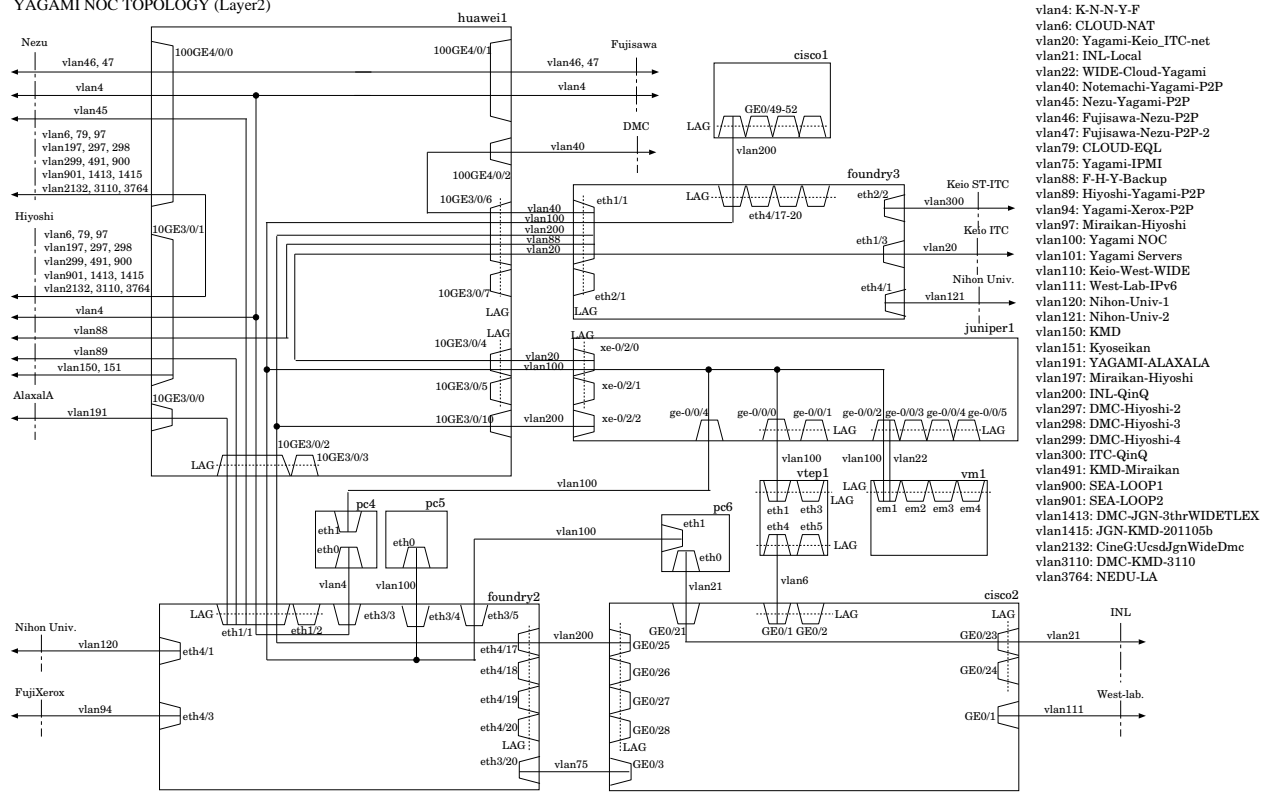 YAGAMI NOC TOPOLOGY (Layer2)
huawei1
Nezu
100GE4/0/0
100GE4/0/1
Fujisawa
vlan46, 47
vlan46, 47
vlan4
vlan4
vlan45
DMC
vlan6, 79, 97
vlan197, 297, 298
vlan299, 491, 900
vlan901, 1413, 1415
vlan2132, 3110, 3764
vlan40
100GE4/0/2
cisco1
GE0/49-52
LAG
vlan200
foundry3
10GE3/0/6
eth1/1
LAG
eth4/17-20
eth2/2
Keio ST-ITC
vlan300
vlan40
vlan100
vlan200
vlan88
vlan20
Hiyoshi
10GE3/0/1
vlan6, 79, 97
vlan197, 297, 298
vlan299, 491, 900
vlan901, 1413, 1415
vlan2132, 3110, 3764
eth1/3
Keio ITC
vlan20
10GE3/0/7
eth2/1
eth4/1
Nihon Univ.
vlan121
LAG
LAG
vlan4
vlan88
vlan89
vlan150, 151
juniper1
LAG
LAG
10GE3/0/4
xe-0/2/0
vlan20
vlan100
10GE3/0/5
xe-0/2/1
AlaxalA
10GE3/0/0
vlan191
10GE3/0/10
vlan200
xe-0/2/2
ge-0/0/4
ge-0/0/0
ge-0/0/1
LAG
ge-0/0/2
ge-0/0/3
ge-0/0/4
ge-0/0/5
LAG
10GE3/0/2
LAG
10GE3/0/3
vlan100
vlan100
vlan100
vlan22
vtep1
LAG
eth1
eth3
eth4
eth5
LAG
vm1
LAG
em1
em2
em3
em4
pc4
eth1
eth0
pc5
eth0
pc6
eth1
eth0
vlan100
vlan4
vlan100
vlan21
vlan6
foundry2
LAG
eth1/1
eth1/2
eth3/3
eth3/4
eth3/5
Nihon Univ.
vlan120
eth4/1
FujiXerox
vlan94
eth4/3
eth4/17
eth4/18
eth4/19
eth4/20
LAG
eth3/20
vlan200
vlan75
cisco2
GE0/21
GE0/1
GE0/2
LAG
GE0/25
GE0/26
GE0/27
GE0/28
LAG
GE0/3
LAG
GE0/23
GE0/24
GE0/1
INL
vlan21
West-lab.
vlan111
vlan4: K-N-N-Y-F
vlan6: CLOUD-NAT
vlan20: Yagami-Keio_ITC-net
vlan21: INL-Local
vlan22: WIDE-Cloud-Yagami
vlan40: Notemachi-Yagami-P2P
vlan45: Nezu-Yagami-P2P
vlan46: Fujisawa-Nezu-P2P
vlan47: Fujisawa-Nezu-P2P-2
vlan79: CLOUD-EQL
vlan75: Yagami-IPMI
vlan88: F-H-Y-Backup
vlan89: Hiyoshi-Yagami-P2P
vlan94: Yagami-Xerox-P2P
vlan97: Miraikan-Hiyoshi
vlan100: Yagami NOC
vlan101: Yagami Servers
vlan110: Keio-West-WIDE
vlan111: West-Lab-IPv6
vlan120: Nihon-Univ-1
vlan121: Nihon-Univ-2
vlan150: KMD
vlan151: Kyoseikan
vlan191: YAGAMI-ALAXALA
vlan197: Miraikan-Hiyoshi
vlan200: INL-QinQ
vlan297: DMC-Hiyoshi-2
vlan298: DMC-Hiyoshi-3
vlan299: DMC-Hiyoshi-4
vlan300: ITC-QinQ
vlan491: KMD-Miraikan
vlan900: SEA-LOOP1
vlan901: SEA-LOOP2
vlan1413: DMC-JGN-3thrWIDETLEX
vlan1415: JGN-KMD-201105b
vlan2132: CineG:UcsdJgnWideDmc
vlan3110: DMC-KMD-3110
vlan3764: NEDU-LA